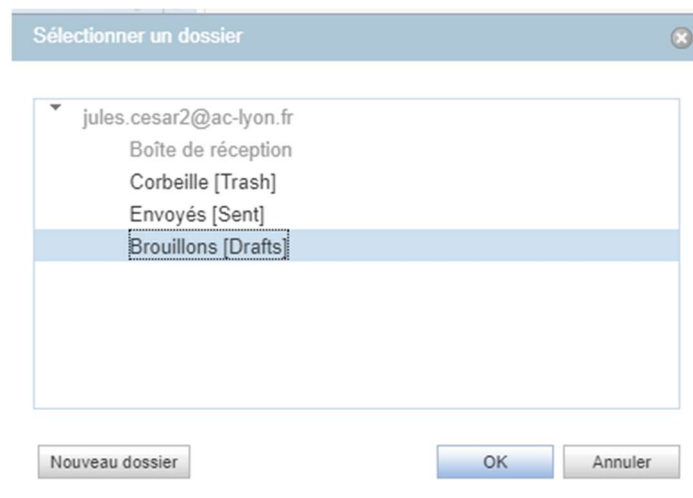 Sélectionner un dossier
jules.cesar2@ac-lyon.fr
Boîte de réception
Corbeille [Trash]
Envoyés [Sent]
Brouillons [Drafts]
Nouveau dossier OK Annuler